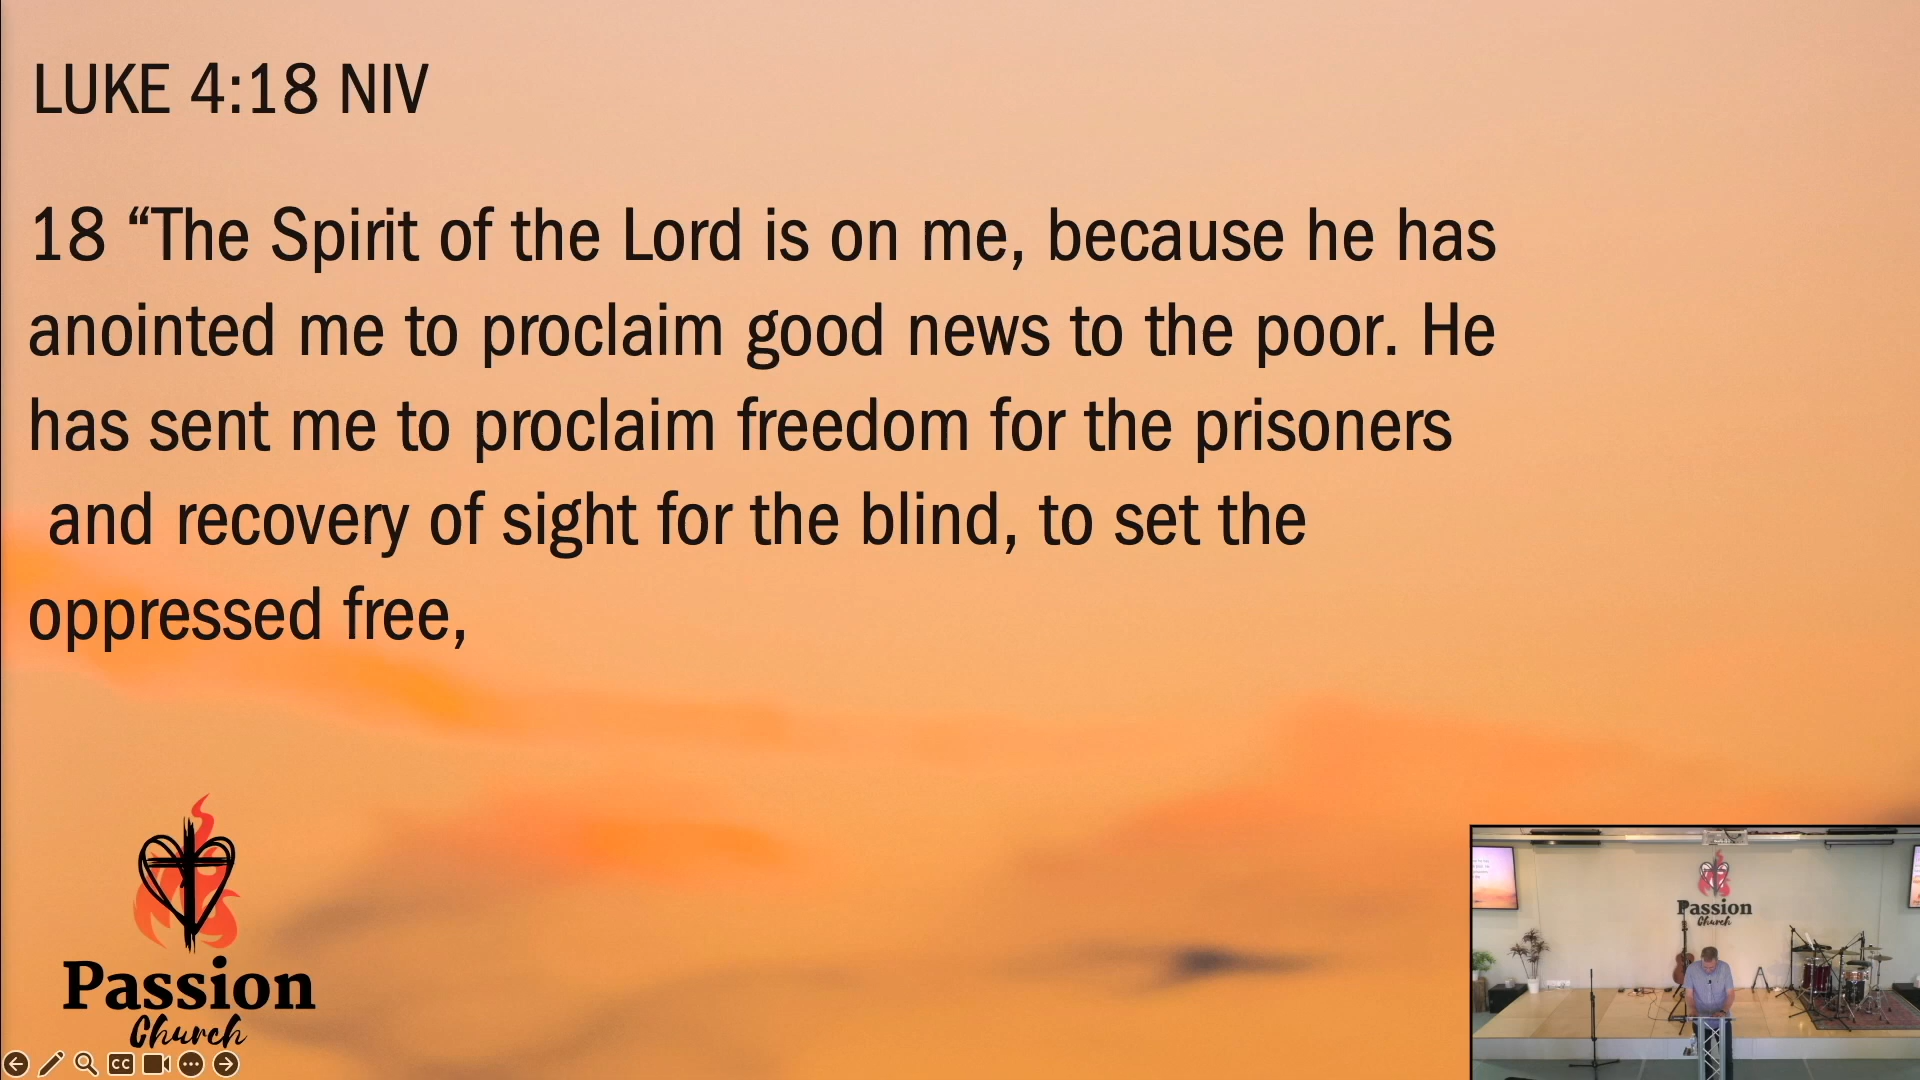 LUKE 4:18 NIV
18 “The Spirit of the Lord is on me, because he has
anointed me to proclaim good news to the poor. He
has sent me to proclaim freedom for the prisoners
and recovery of sight for the blind, to set the
oppressed free,
Passion
Church
CC
Passion
Church